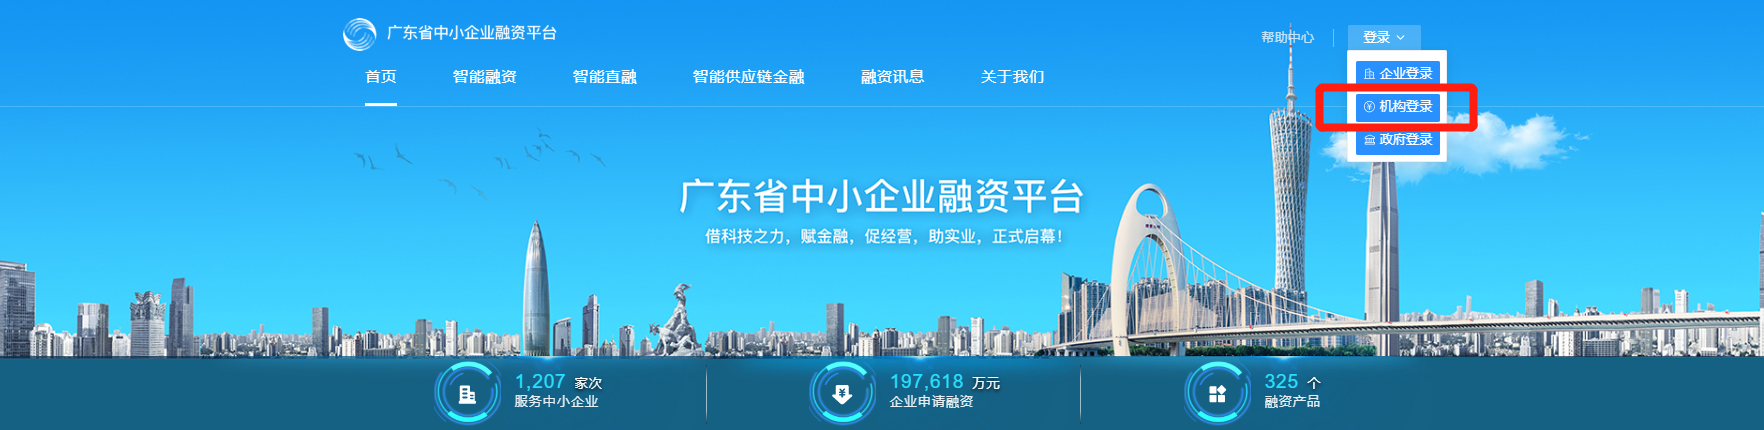 广东省中小企业融资平台
帮助中心
登录
首页
智能融资
智能直融
智能供应链金融
融资讯息
关于我们
企业登录
机构登录
政府登录
广东省中小企业融资平台
借科技之力，赋金融，促经营，助实业，正式启幕！
1,207 家次
服务中小企业
197,618 万元
企业申请融资
325 个
融资产品